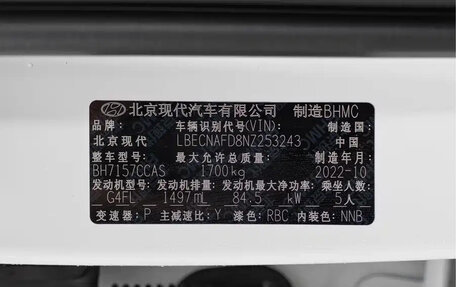 北京现代汽车有限公司 制造BHMC
品牌: 车辆识别代号(VIN): 制造国:
北京现代 LBECNAFD8NZ253243 中国
型号: 最大允许总质量: 制造年月:
BH7157CCAS 1700kg 2022-10
发动机型号: 发动机排量: 发动机最大净功率: 乘坐人数:
G4FL 1497mL 84.5 kW 5人
变速器: P 主减速比: Y 漆色: RBC 内装色: NNB